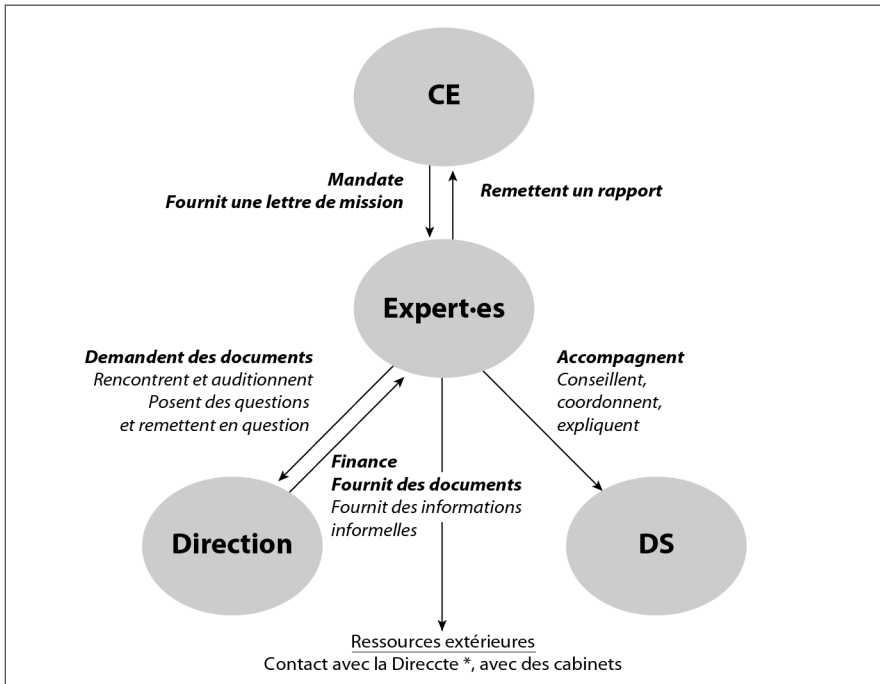 CE
Mandate
Fournit une lettre de mission
Remettent un rapport
Expert·es
Demandent des documents
Rencontrent et auditionnent
Posent des questions
et remettent en question
Accompagnent
Conseillent,
coordonnent,
expliquent
Finance
Fournit des documents
Fournit des informations
informelles
Direction
DS
Ressources extérieures
Contact avec la Direccte *, avec des cabinets